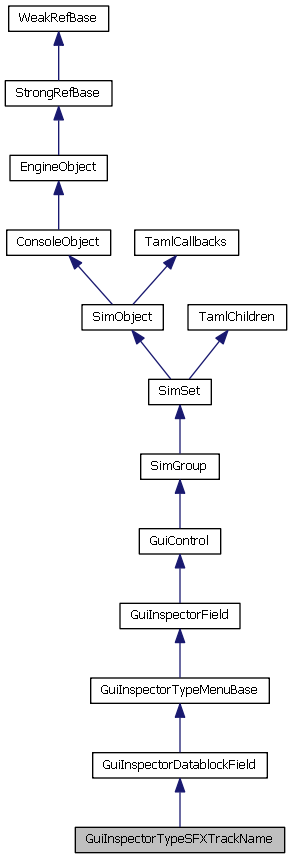 WeakRefBase
StrongRefBase
EngineObject
ConsoleObject
TamlCallbacks
SimObject
TamlChildren
SimSet
SimGroup
GuiControl
GuiInspectorField
GuiInspectorTypeMenuBase
GuiInspectorDatablockField
GuiInspectorTypeSFXTrackName